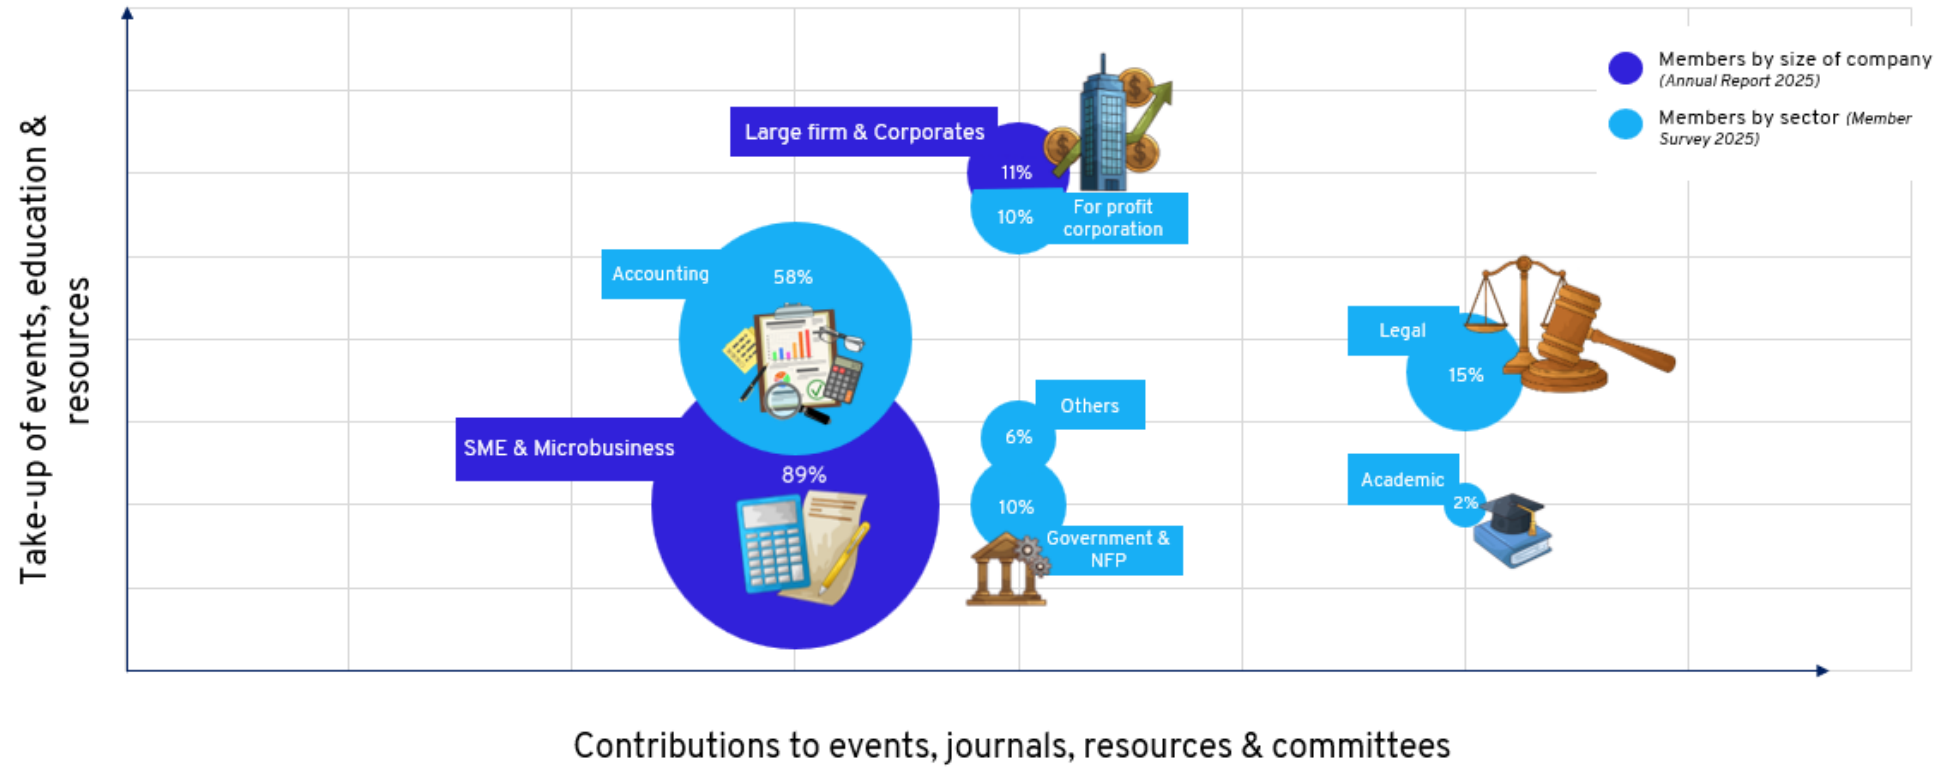 Take-up of events, education &
resources
Members by size of company
(Annual Report 2025)
Members by sector (Member
Survey 2025)
Large firm & Corporates
11%
10%
For profit
corporation
Accounting
58%
Legal
15%
Others
6%
SME & Microbusiness
89%
Academic
2%
10%
Government &
NFP
Contributions to events, journals, resources & committees